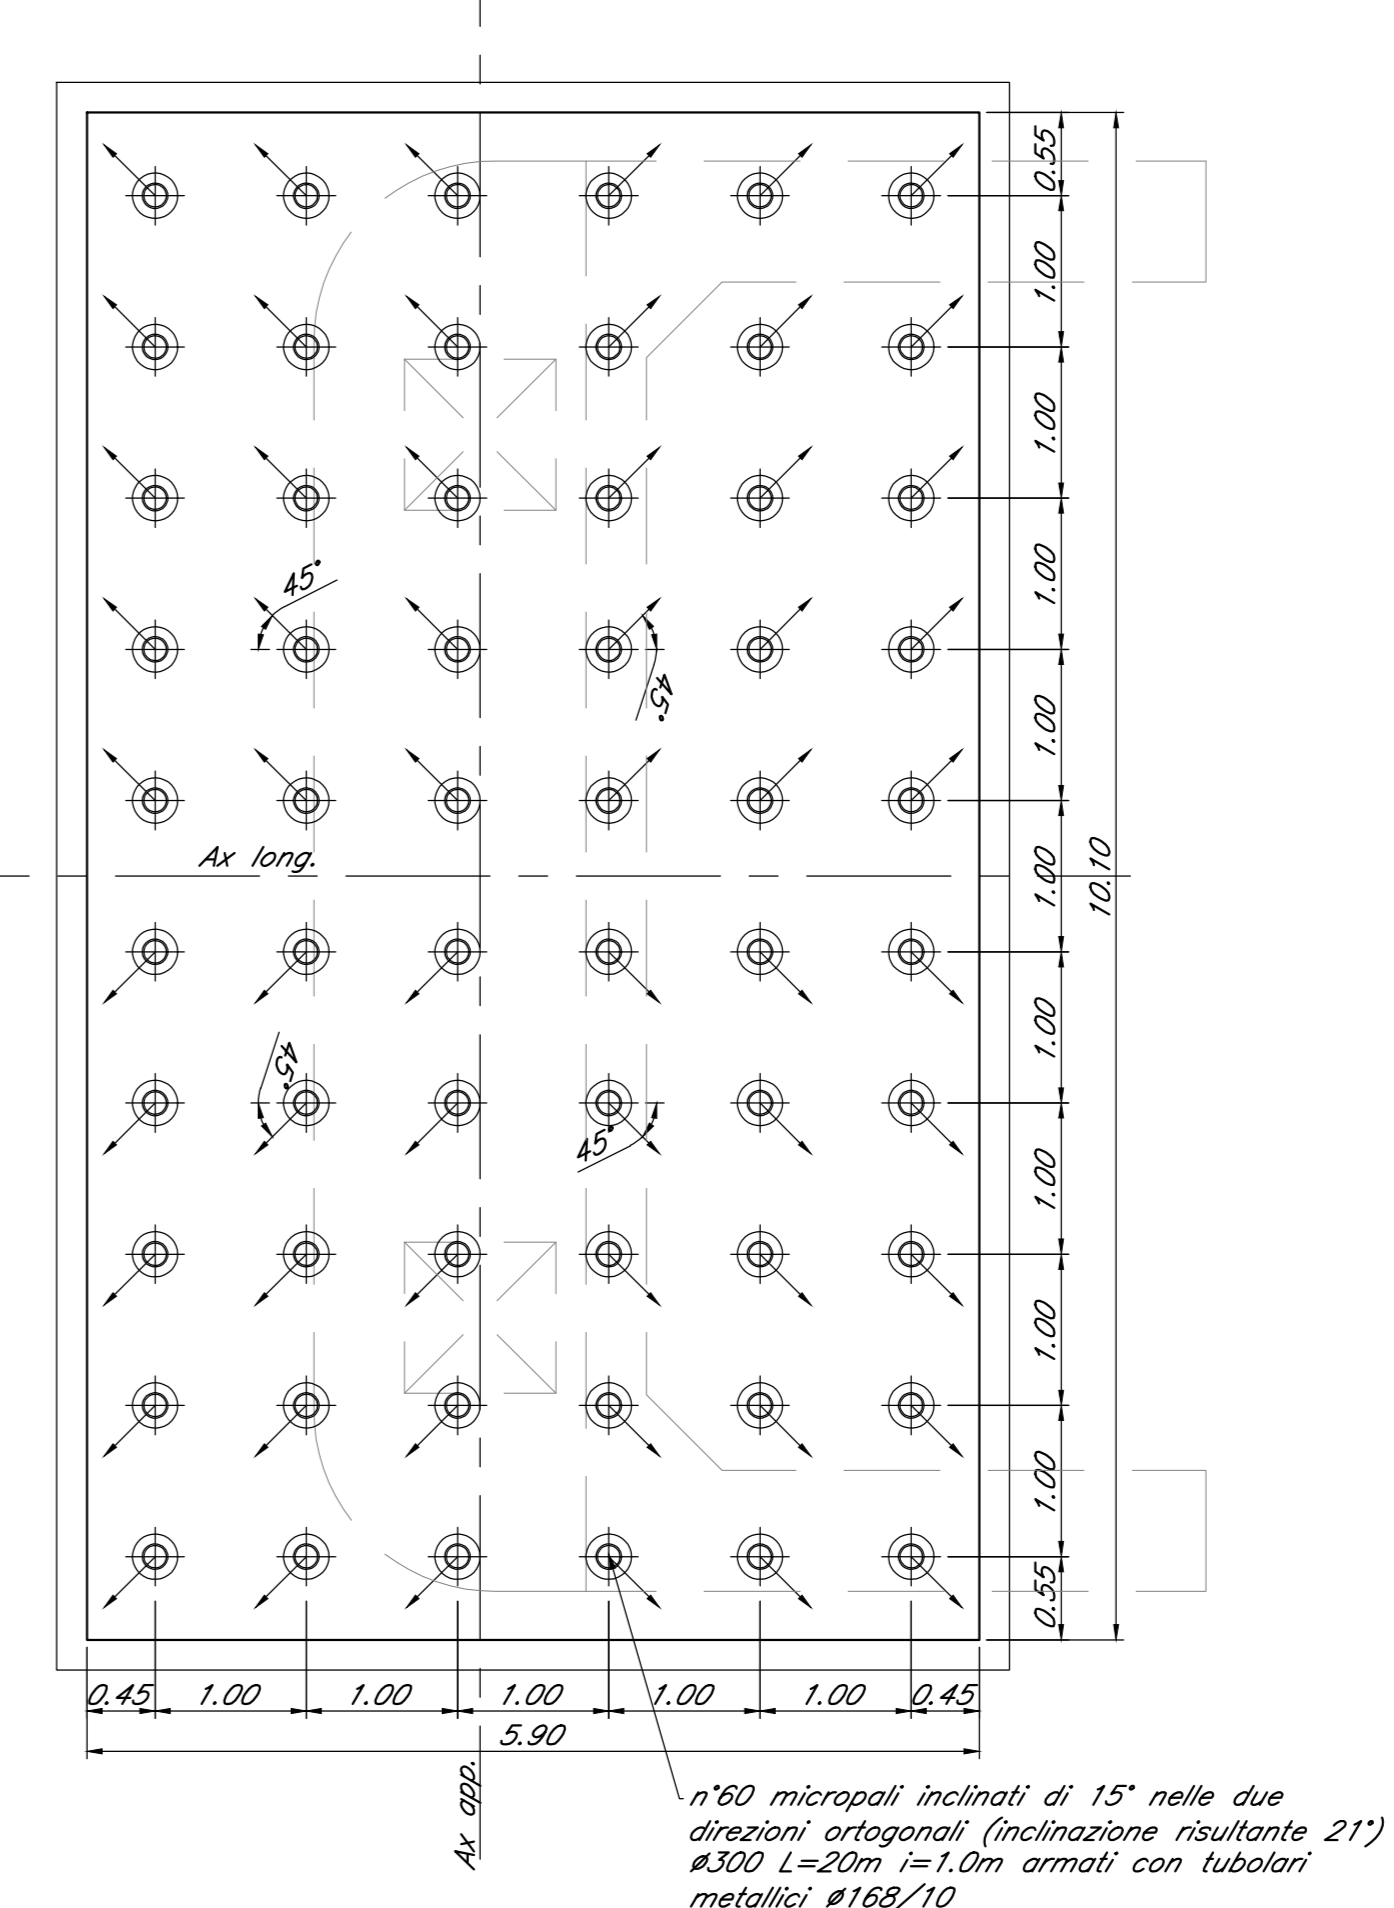 0.55
1.00
1.00
1.00
45°
45°
1.00
Ax long.
1.00
10.10
1.00
45°
45°
1.00
1.00
1.00
0.55
0.45 1.00 1.00 1.00 1.00 1.00 0.45
5.90
Ax app.
n°60 micropali inclinati di 15° nelle due
direzioni ortogonali (inclinazione risultante 21°)
ø300 L=20m i=1.0m armati con tubolari
metallici ø168/10